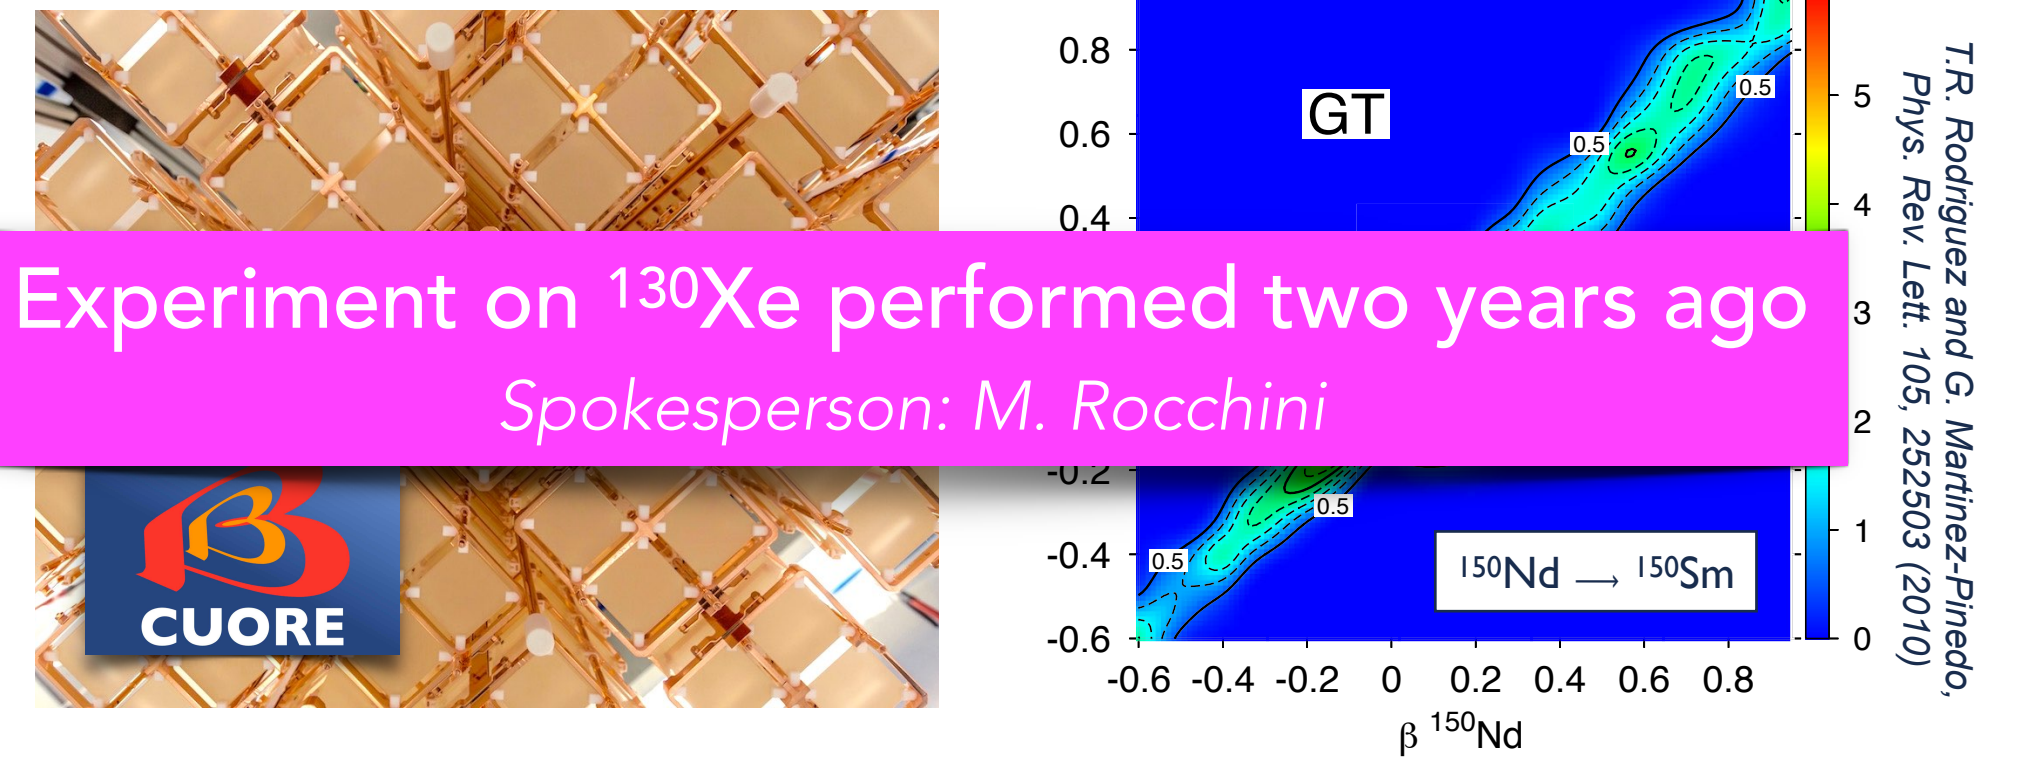 0.8
0.6
0.4
-0.2
-0.4
-0.6
GT
0.5
0.5
0.5
0.5
5
4
3
2
1
0
T.R. Rodriguez and G. Martinez-Pinedo,
Phys. Rev. Lett. 105, 252503 (2010)
Experiment on ¹³⁰Xe performed two years ago
Spokesperson: M. Rocchini
CUORE
¹⁵⁰Nd → ¹⁵⁰Sm
-0.6 -0.4 -0.2 0 0.2 0.4 0.6 0.8
β ¹⁵⁰Nd